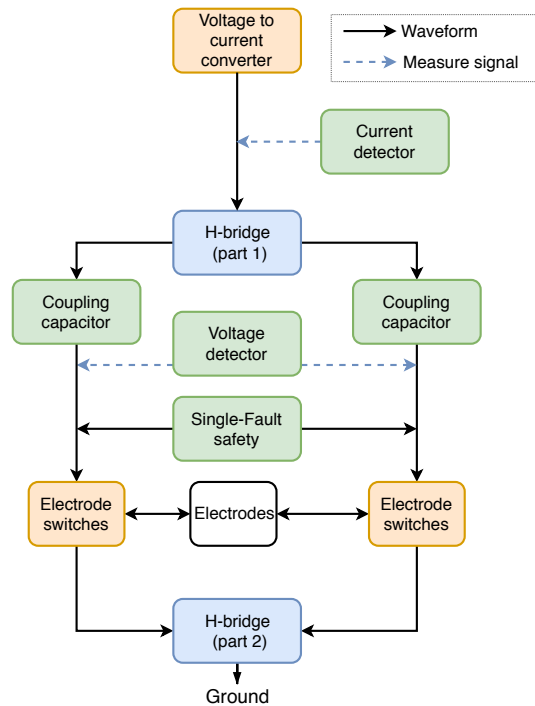 Voltage to
current
converter
Waveform
Measure signal
Current
detector
H-bridge
(part 1)
Coupling
capacitor
Voltage
detector
Coupling
capacitor
Single-Fault
safety
Electrode
switches
Electrodes
Electrode
switches
H-bridge
(part 2)
Ground